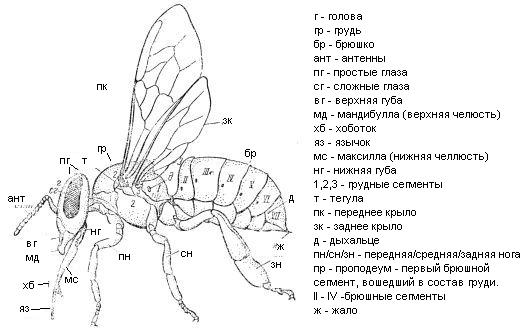 г - голова
гр - грудь
бр - брюшко
ант - антенны
пг - простые глаза
сг - сложные глаза
вг - верхняя губа
мд - мандибулла (верхняя челюсть)
хб - хоботок
яз - язычок
мс - максилла (нижняя челлюсть)
нг - нижняя губа
1,2,3 - грудные сегменты
т - тегула
пк - переднее крыло
зк - заднее крыло
д - дыхальце
пн/сн/зн - передняя/средняя/задняя нога
пр - проподеум - первый брюшной
сегмент, вошедший в состав груди.
II - IV -брюшные сегменты
ж - жало
пк
зк
гр
бр
пг т
ант
д
2
вг
нг
мд
ж
пн
сн
зн
мс
хб
яз